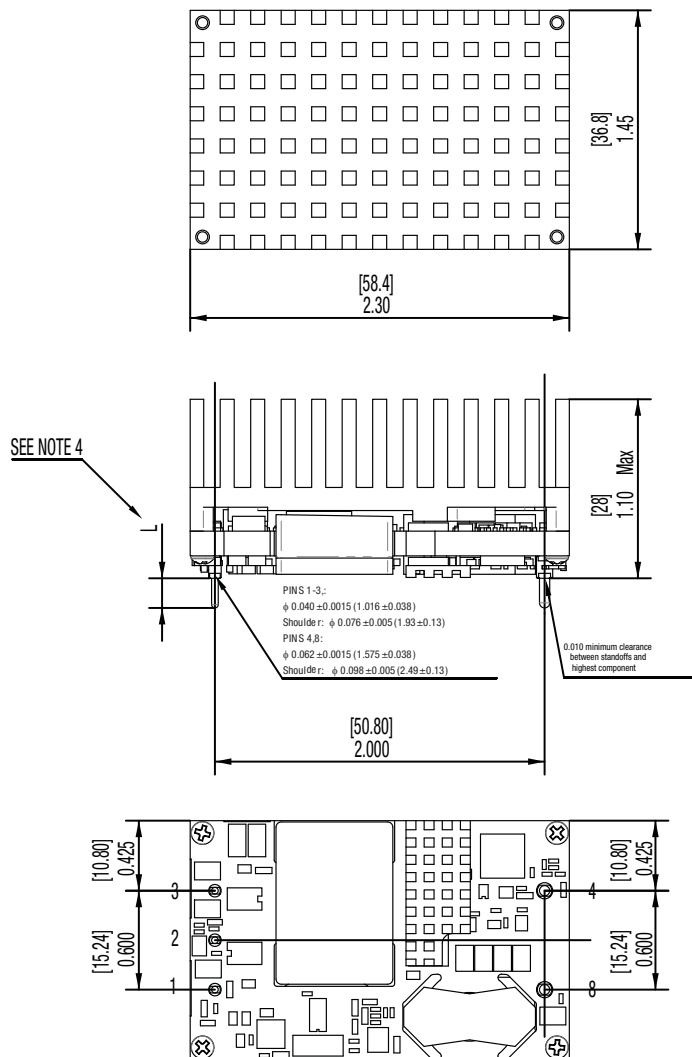 [36.8]
1.45
[58.4]
2.30
SEE NOTE 4
L
[28]
1.10 Max
PINS 1-3,:
ϕ 0.040 ±0.0015 (1.016 ±0.038)
Shoulder: ϕ 0.076 ±0.005 (1.93 ±0.13)
PINS 4,8:
ϕ 0.062 ±0.0015 (1.575 ±0.038)
Shoulder: ϕ 0.098 ±0.005 (2.49 ±0.13)
0.010 minimum clearance
between standoffs and
highest component
[50.80]
2.000
[10.80]
0.425
[10.80]
0.425
3
4
[15.24]
0.600
2
[15.24]
0.600
1
8